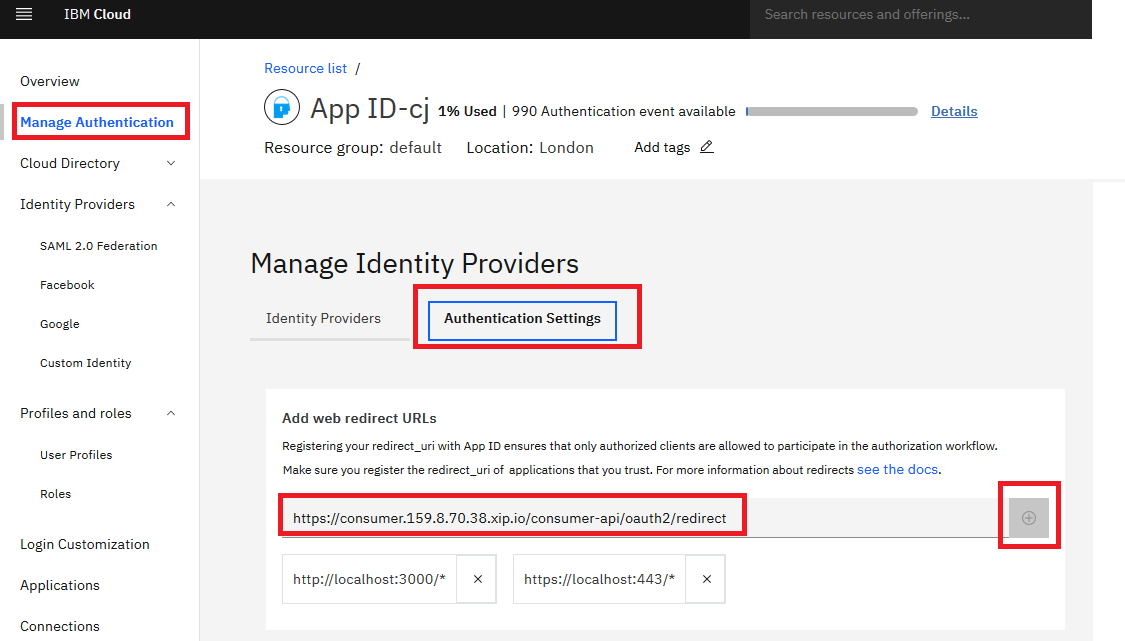 IBM Cloud
Search resources and offerings...
Overview
Manage Authentication
Cloud Directory
Identity Providers
SAML 2.0 Federation
Facebook
Google
Custom Identity
Profiles and roles
User Profiles
Roles
Login Customization
Applications
Connections
Resource list /
App ID-cj 1% Used | 990 Authentication event available Details
Resource group: default Location: London Add tags
Manage Identity Providers
Identity Providers Authentication Settings
Add web redirect URLs
Registering your redirect_uri with App ID ensures that only authorized clients are allowed to participate in the authorization workflow.
Make sure you register the redirect_uri of applications that you trust. For more information about redirects see the docs.
https://consumer.159.8.70.38.xip.io/consumer-api/oauth2/redirect
http://localhost:3000/* × https://localhost:443/* ×